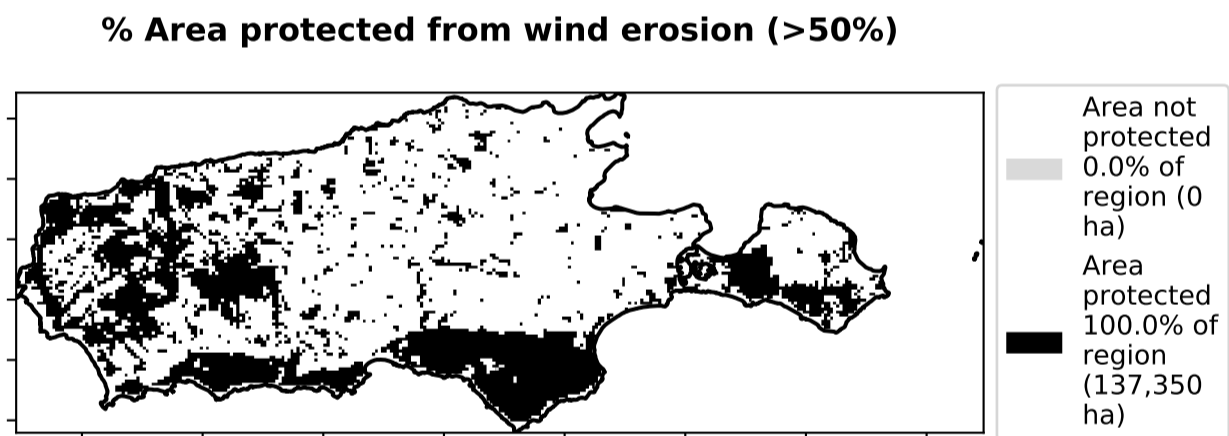 % Area protected from wind erosion (>50%)
Area not
protected
0.0% of
region (0
ha)
Area
protected
100.0% of
region
(137,350
ha)